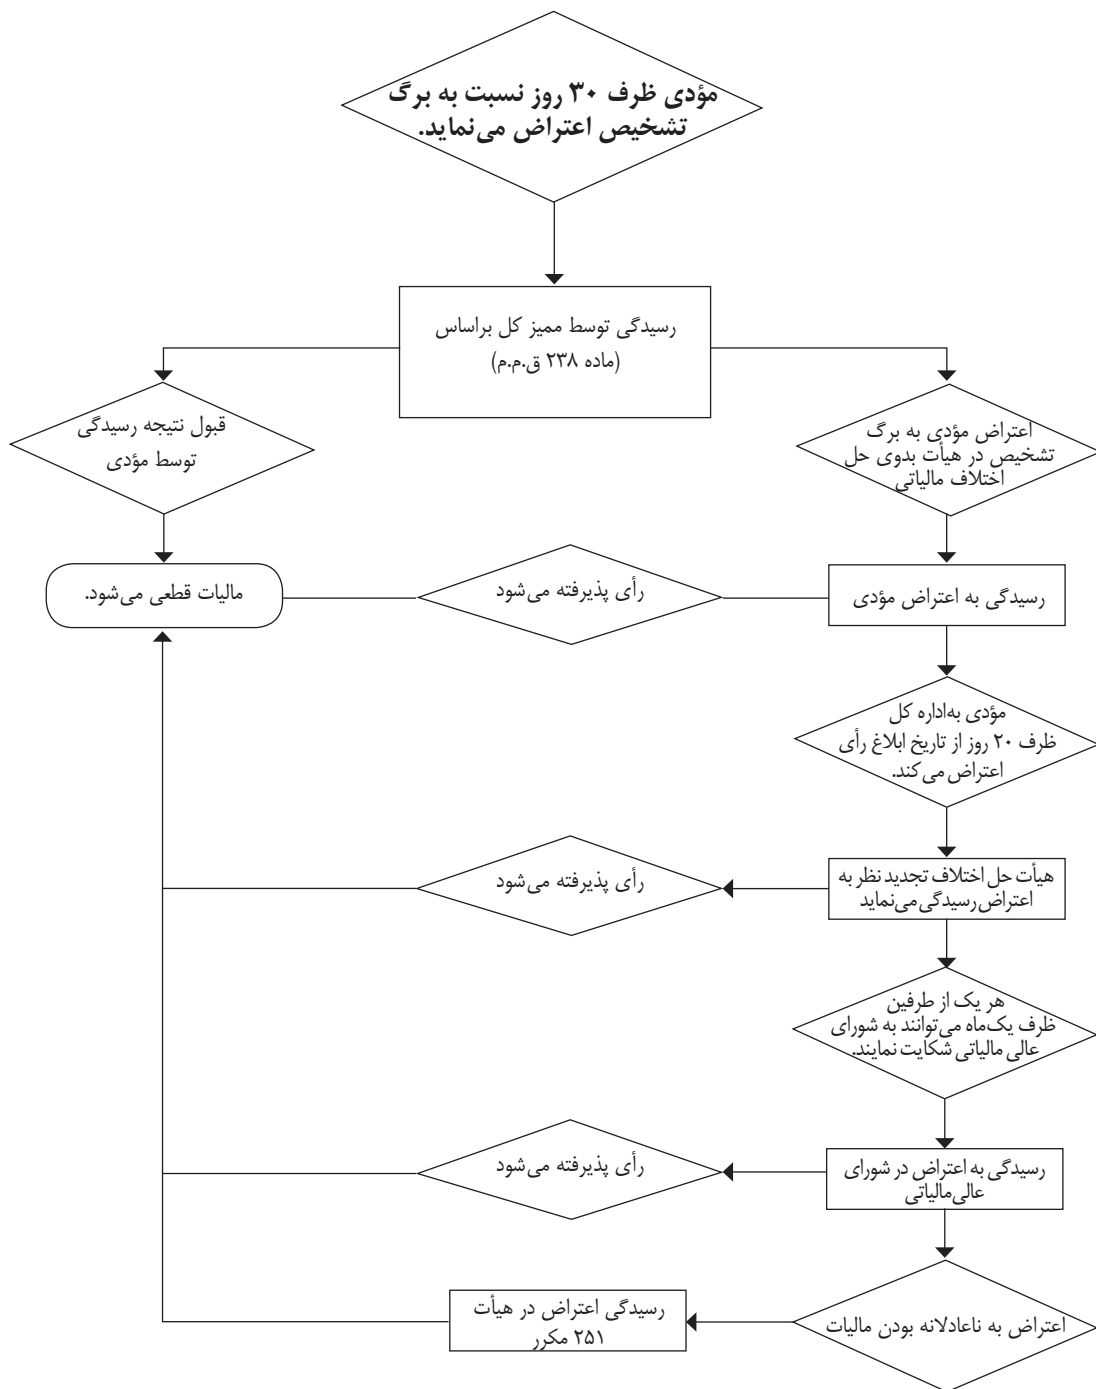 مؤدی ظرف ۳۰ روز نسبت به برگ
تشخیص اعتراض می‌نماید.
رسیدگی توسط ممیز کل براساس
(ماده ۲۳۸ ق.م.م)
قبول نتیجه رسیدگی
توسط مؤدی
اعتراض مؤدی به برگ
تشخیص در هیأت بدوی حل
اختلاف مالیاتی
مالیات قطعی می‌شود.
رأی پذیرفته می‌شود
رسیدگی به اعتراض مؤدی
مؤدی به‌اداره کل
ظرف ۲۰ روز از تاریخ ابلاغ رأی
اعتراض می‌کند.
رأی پذیرفته می‌شود
هیأت حل اختلاف تجدید نظر به
اعتراض رسیدگی می‌نماید
هر یک از طرفین
ظرف یک‌ماه می‌توانند به شورای
عالی مالیاتی شکایت نمایند.
رأی پذیرفته می‌شود
رسیدگی به اعتراض در شورای
عالی‌مالیاتی
رسیدگی اعتراض در هیأت
۲۵۱ مکرر
اعتراض به ناعادلانه بودن مالیات